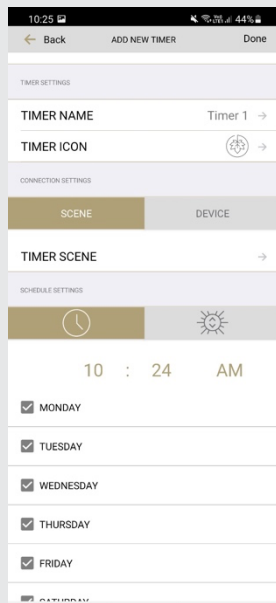 10:25 44%
Back ADD NEW TIMER Done
TIMER SETTINGS
TIMER NAME Timer 1
TIMER ICON
CONNECTION SETTINGS
SCENE DEVICE
TIMER SCENE
SCHEDULE SETTINGS
10 : 24 AM
MONDAY
TUESDAY
WEDNESDAY
THURSDAY
FRIDAY
SATURDAY